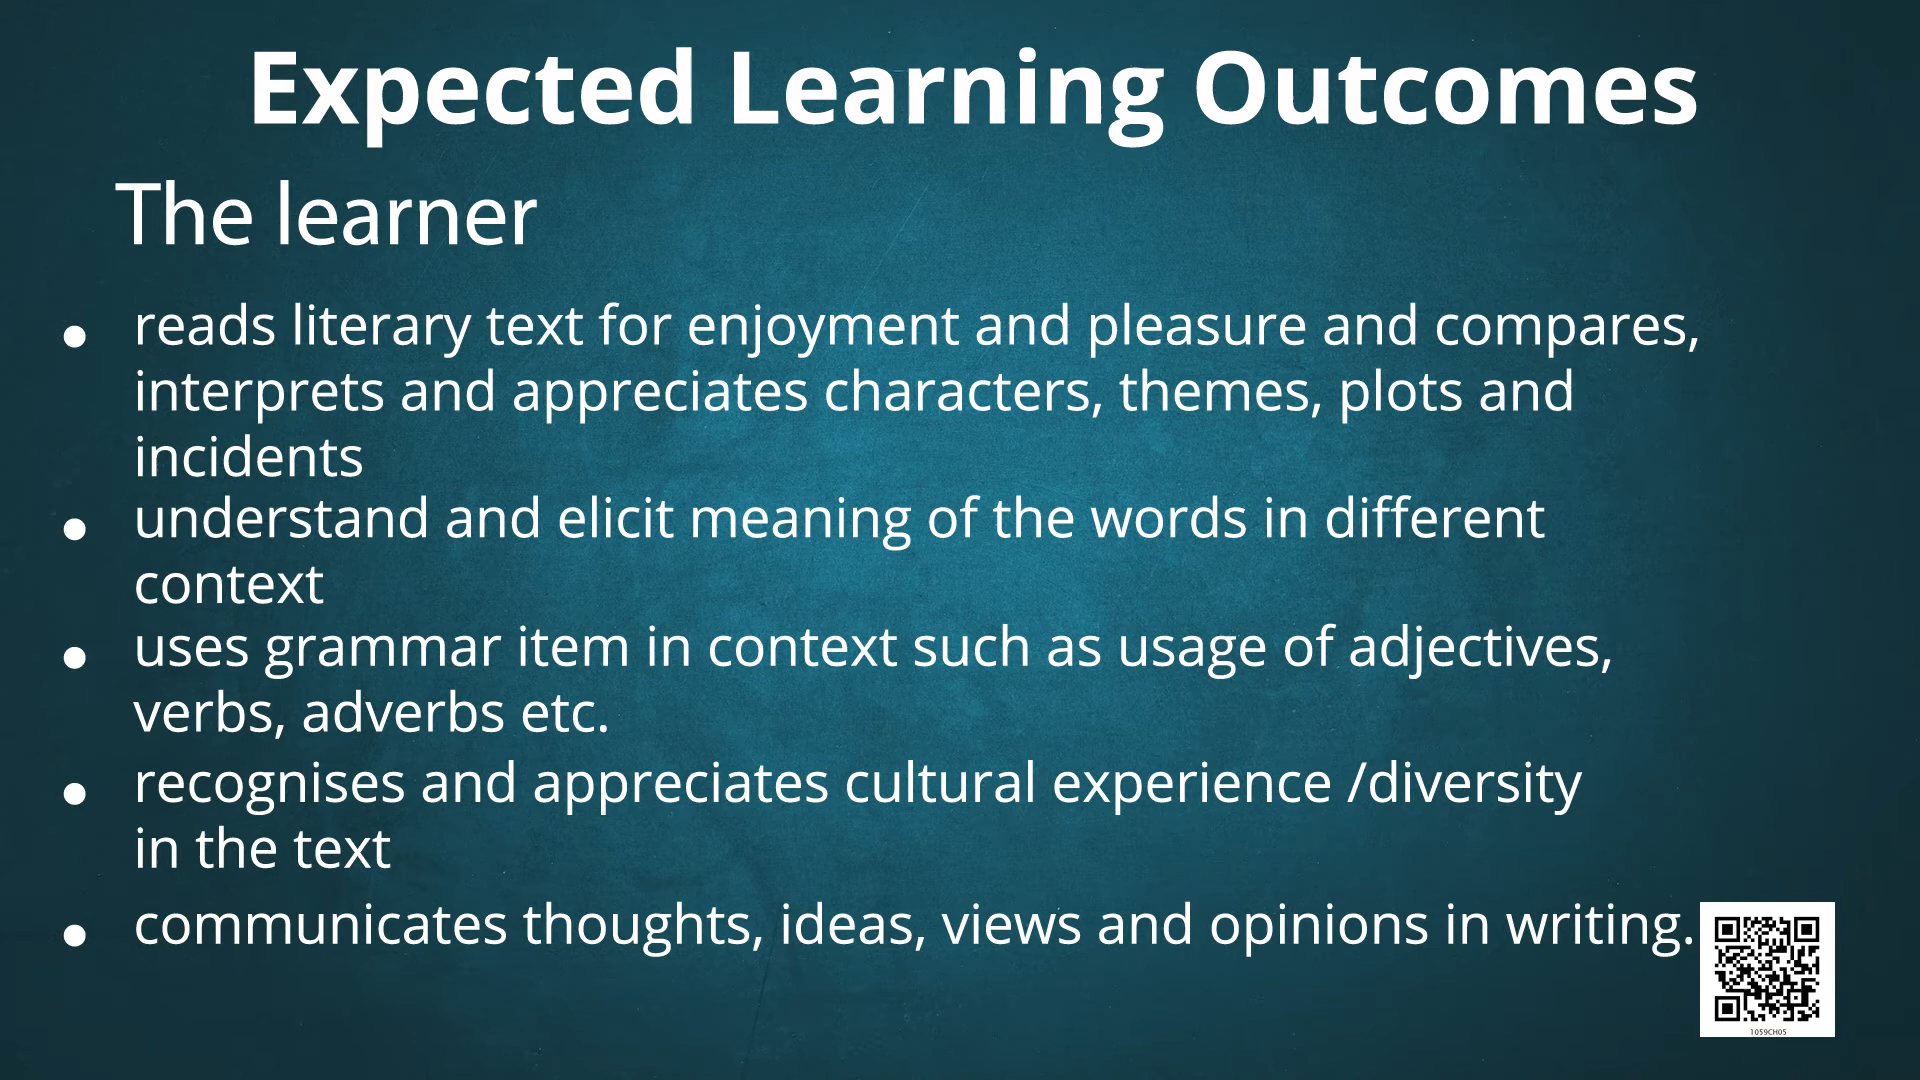 Expected Learning Outcomes
The learner
• reads literary text for enjoyment and pleasure and compares,
interprets and appreciates characters, themes, plots and
incidents
• understand and elicit meaning of the words in different
context
• uses grammar item in context such as usage of adjectives,
verbs, adverbs etc.
• recognises and appreciates cultural experience /diversity
in the text
• communicates thoughts, ideas, views and opinions in writing.
1059CH05